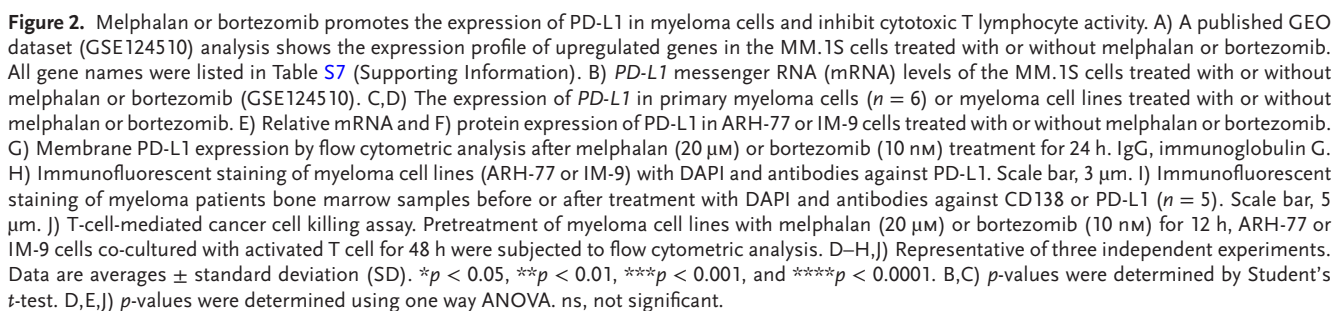 Figure 2. Melphalan or bortezomib promotes the expression of PD-L1 in myeloma cells and inhibit cytotoxic T lymphocyte activity. A) A published GEO
dataset (GSE124510) analysis shows the expression profile of upregulated genes in the MM.1S cells treated with or without melphalan or bortezomib.
All gene names were listed in Table S7 (Supporting Information). B) PD-L1 messenger RNA (mRNA) levels of the MM.1S cells treated with or without
melphalan or bortezomib (GSE124510). C,D) The expression of PD-L1 in primary myeloma cells (n = 6) or myeloma cell lines treated with or without
melphalan or bortezomib. E) Relative mRNA and F) protein expression of PD-L1 in ARH-77 or IM-9 cells treated with or without melphalan or bortezomib.
G) Membrane PD-L1 expression by flow cytometric analysis after melphalan (20 μM) or bortezomib (10 nM) treatment for 24 h. IgG, immunoglobulin G.
H) Immunofluorescent staining of myeloma cell lines (ARH-77 or IM-9) with DAPI and antibodies against PD-L1. Scale bar, 3 μm. I) Immunofluorescent
staining of myeloma patients bone marrow samples before or after treatment with DAPI and antibodies against CD138 or PD-L1 (n = 5). Scale bar, 5
μm. J) T-cell-mediated cancer cell killing assay. Pretreatment of myeloma cell lines with melphalan (20 μM) or bortezomib (10 nM) for 12 h, ARH-77 or
IM-9 cells co-cultured with activated T cell for 48 h were subjected to flow cytometric analysis. D–H,J) Representative of three independent experiments.
Data are averages ± standard deviation (SD). *p < 0.05, **p < 0.01, ***p < 0.001, and ****p < 0.0001. B,C) p-values were determined by Student's
t-test. D,E,J) p-values were determined using one way ANOVA. ns, not significant.